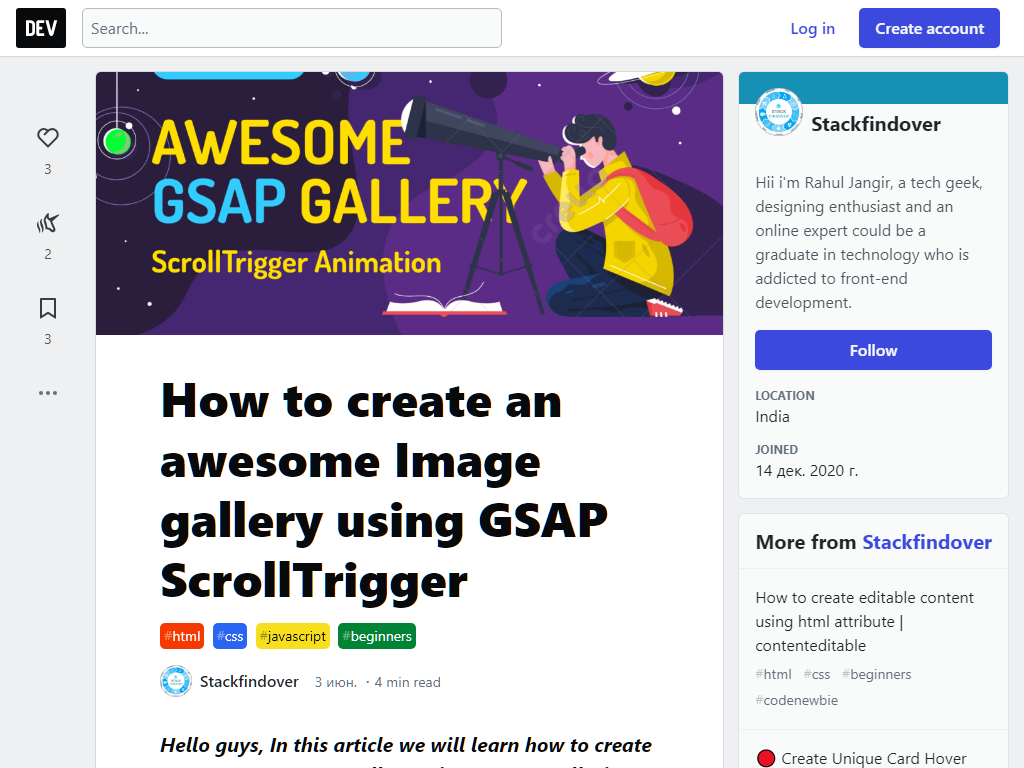 DEV
Search...
Log in
Create account
3
2
3
AWESOME
GSAP GALLERY
ScrollTrigger Animation
How to create an
awesome Image
gallery using GSAP
ScrollTrigger
#html #css #javascript #beginners
Stackfindover 3 июн. · 4 min read
Hello guys, In this article we will learn how to create
Stackfindover
Hii i'm Rahul Jangir, a tech geek,
designing enthusiast and an
online expert could be a
graduate in technology who is
addicted to front-end
development.
Follow
LOCATION
India
JOINED
14 дек. 2020 г.
More from Stackfindover
How to create editable content
using html attribute |
contenteditable
#html #css #beginners
#codenewbie
Create Unique Card Hover